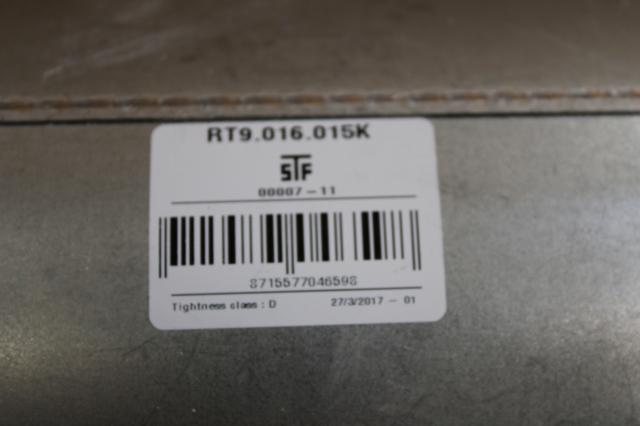 RT9.016.015K
STF
00007-11
8715577046598
Tightness class : D 27/3/2017 - 01